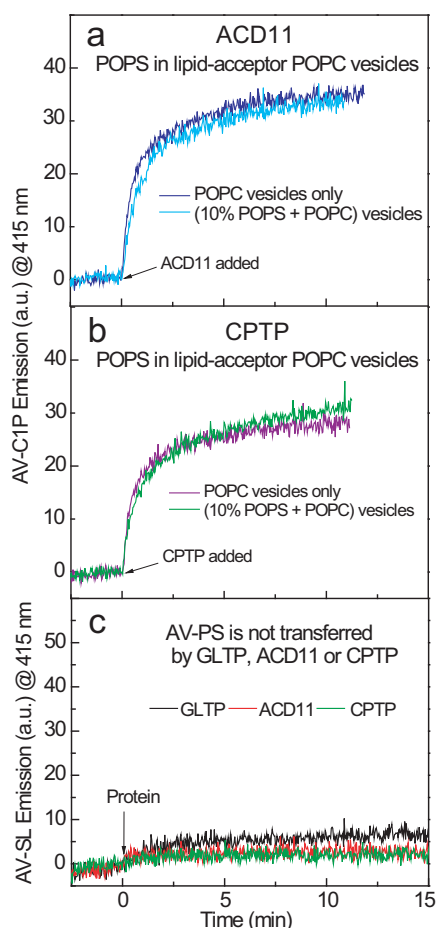 a
ACD11
POPS in lipid-acceptor POPC vesicles
40
30
20
10
0
POPC vesicles only
(10% POPS + POPC) vesicles
ACD11 added
AV-C1P Emission (a.u.) @ 415 nm
b
CPTP
POPS in lipid-acceptor POPC vesicles
40
30
20
10
0
POPC vesicles only
(10% POPS + POPC) vesicles
CPTP added
c
AV-PS is not transferred
by GLTP, ACD11 or CPTP
50
40
30
20
10
0
GLTP ACD11 CPTP
Protein
AV-SL Emission (a.u.) @ 415 nm
0 5 10 15
Time (min)